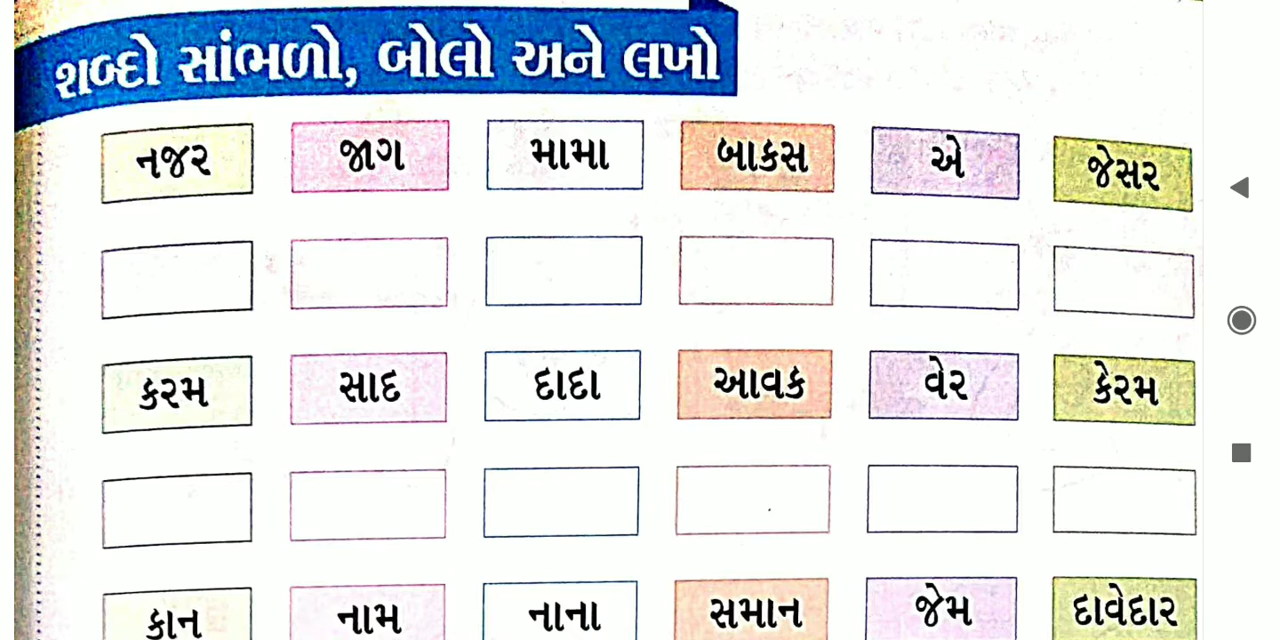 શબ્દો સાંભળો, બોલો અને લખો
નજર જાગ મામા બાકસ એ જેસર
કરમ સાદ દાદા આવક વેર કેરમ
કાન નામ નાના સમાન જેમ દાવેદાર